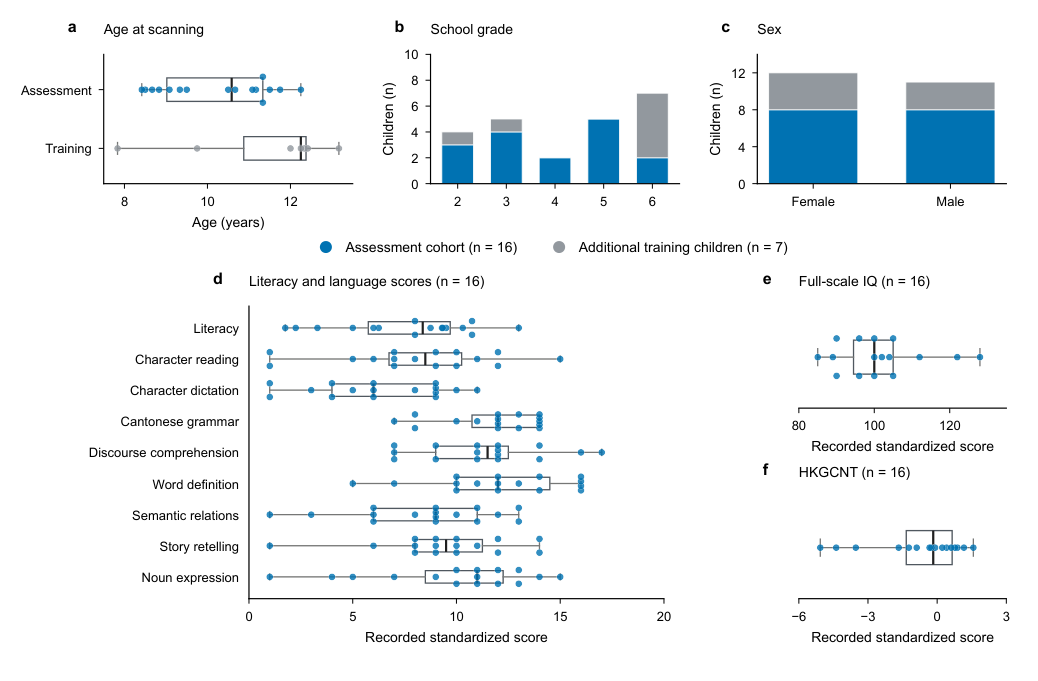 a Age at scanning
Assessment
Training
8 10 12
Age (years)
b School grade
Children (n)
10
8
6
4
2
0
2 3 4 5 6
c Sex
Children (n)
12
8
4
0
Female Male
Assessment cohort (n = 16) Additional training children (n = 7)
d Literacy and language scores (n = 16)
Literacy
Character reading
Character dictation
Cantonese grammar
Discourse comprehension
Word definition
Semantic relations
Story retelling
Noun expression
0 5 10 15 20
Recorded standardized score
e Full-scale IQ (n = 16)
80 100 120
Recorded standardized score
f HKGCNT (n = 16)
−6 −3 0 3
Recorded standardized score